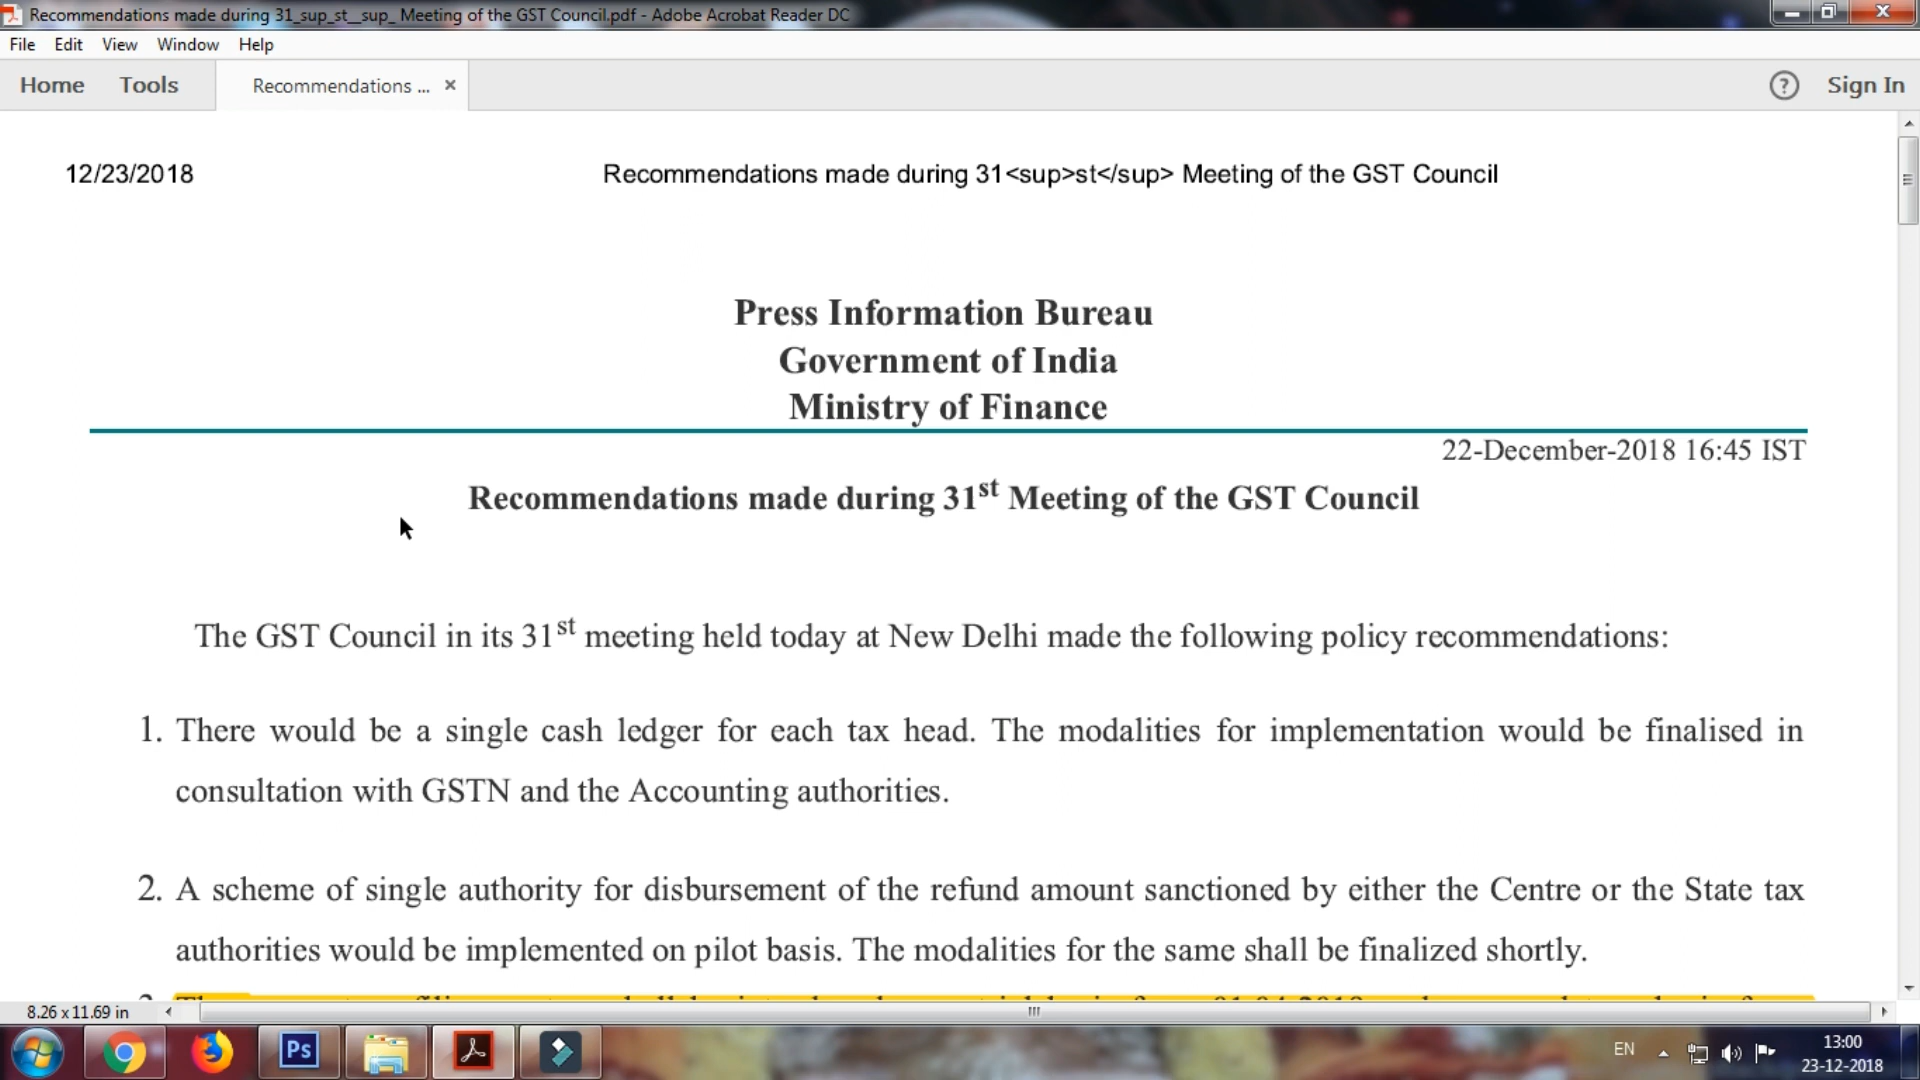 Recommendations made during 31_sup_st__sup_ Meeting of the GST Council.pdf - Adobe Acrobat Reader DC
File Edit View Window Help
Home Tools Recommendations ... × ? Sign In
12/23/2018 Recommendations made during 31<sup>st</sup> Meeting of the GST Council
Press Information Bureau
Government of India
Ministry of Finance
22-December-2018 16:45 IST
Recommendations made during 31st Meeting of the GST Council
The GST Council in its 31st meeting held today at New Delhi made the following policy recommendations:
1. There would be a single cash ledger for each tax head. The modalities for implementation would be finalised in
consultation with GSTN and the Accounting authorities.
2. A scheme of single authority for disbursement of the refund amount sanctioned by either the Centre or the State tax
authorities would be implemented on pilot basis. The modalities for the same shall be finalized shortly.
8.26 x 11.69 in
Ps
EN
13:00
23-12-2018